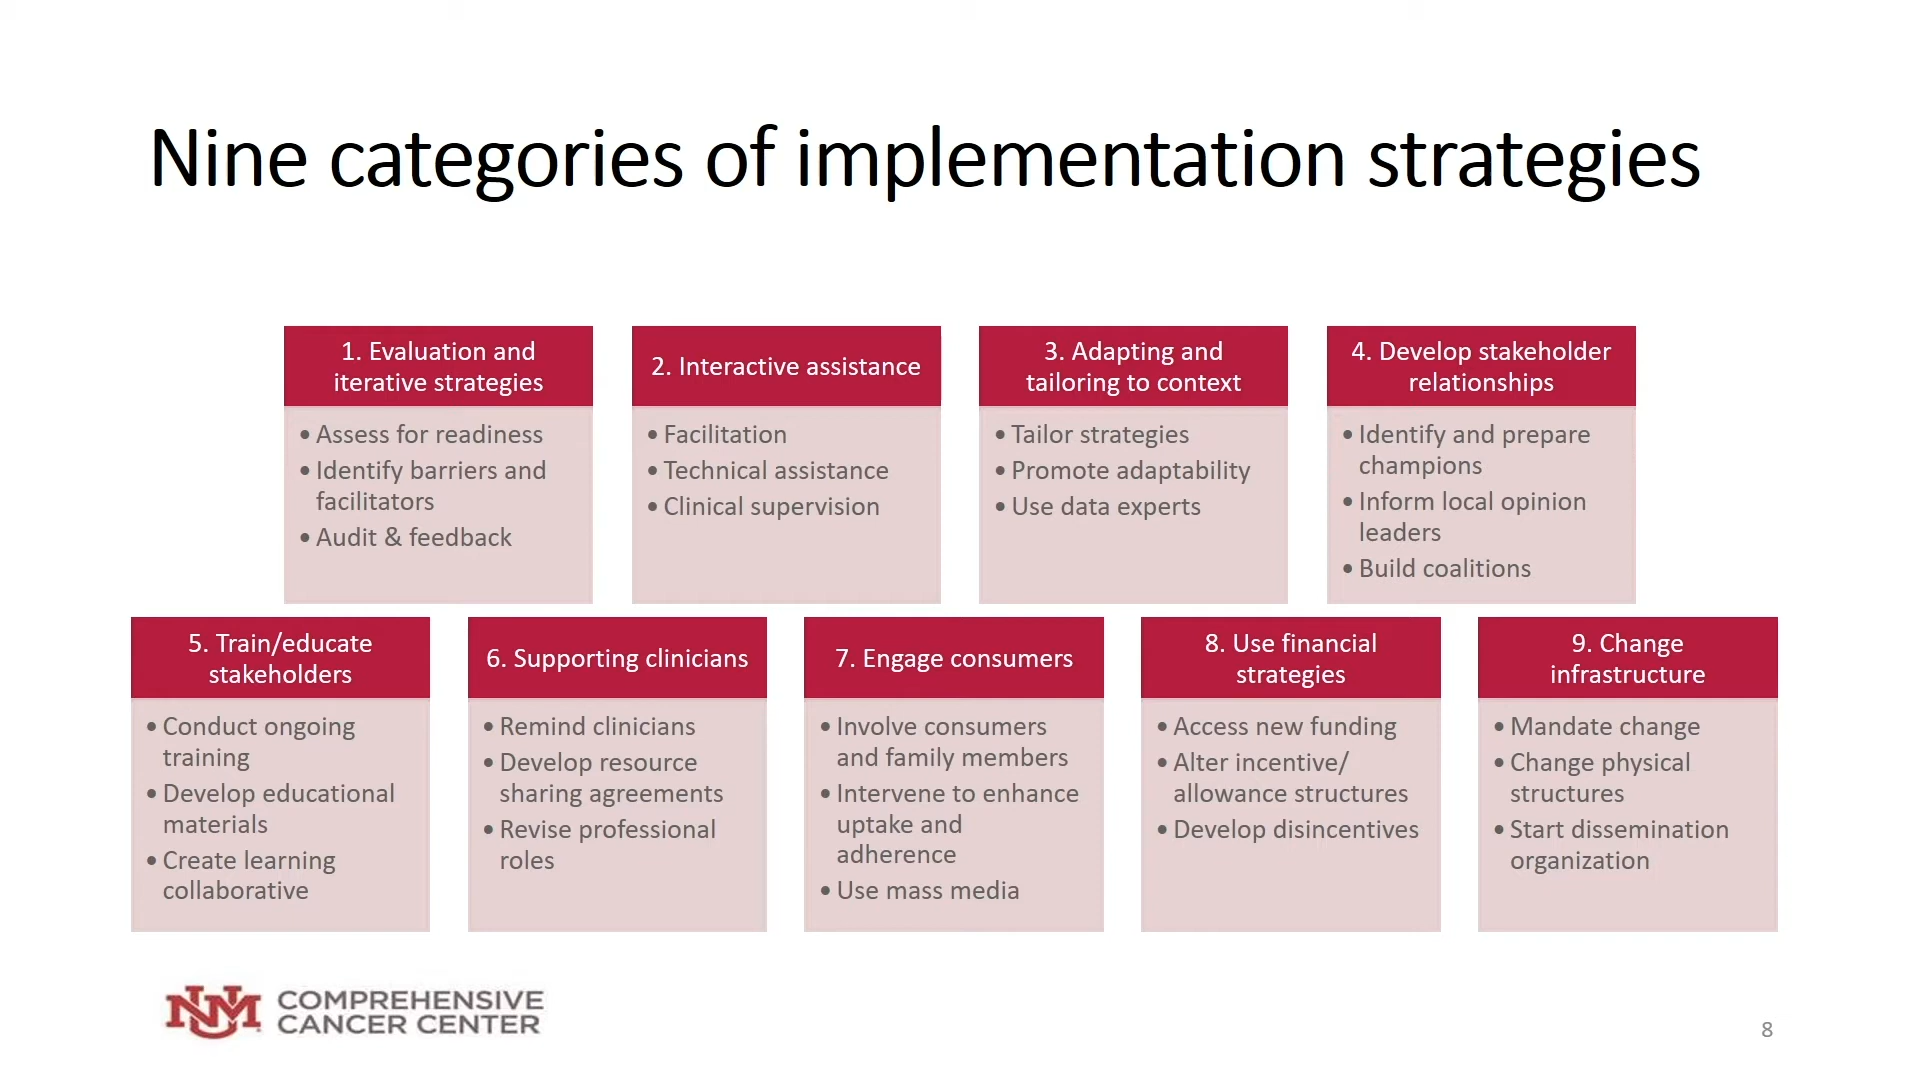 Nine categories of implementation strategies
1. Evaluation and
iterative strategies
• Assess for readiness
• Identify barriers and
facilitators
• Audit & feedback
2. Interactive assistance
• Facilitation
• Technical assistance
• Clinical supervision
3. Adapting and
tailoring to context
• Tailor strategies
• Promote adaptability
• Use data experts
4. Develop stakeholder
relationships
• Identify and prepare
champions
• Inform local opinion
leaders
• Build coalitions
5. Train/educate
stakeholders
• Conduct ongoing
training
• Develop educational
materials
• Create learning
collaborative
6. Supporting clinicians
• Remind clinicians
• Develop resource
sharing agreements
• Revise professional
roles
7. Engage consumers
• Involve consumers
and family members
• Intervene to enhance
uptake and
adherence
• Use mass media
8. Use financial
strategies
• Access new funding
• Alter incentive/
allowance structures
• Develop disincentives
9. Change
infrastructure
• Mandate change
• Change physical
structures
• Start dissemination
organization
UNM
COMPREHENSIVE
CANCER CENTER
8